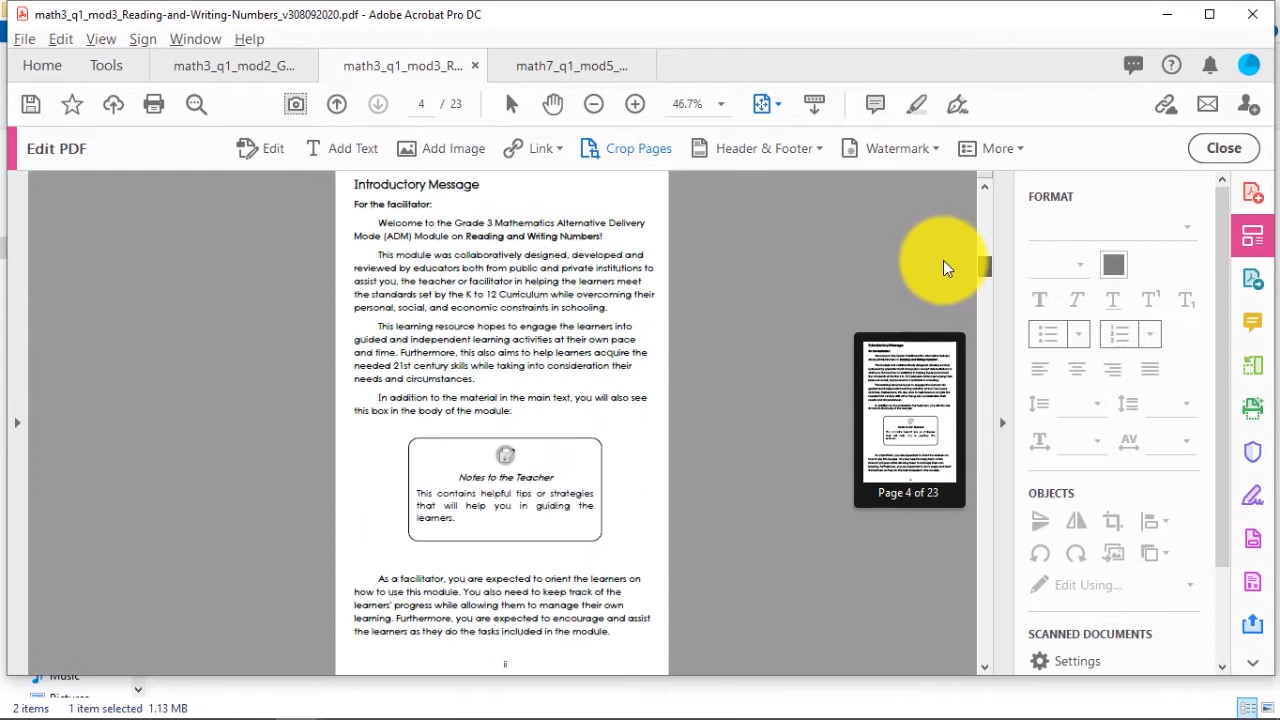 math3_q1_mod3_Reading-and-Writing-Numbers_v308092020.pdf - Adobe Acrobat Pro DC
File Edit View Sign Window Help
Home Tools math3_q1_mod2_G... math3_q1_mod3_R... math7_q1_mod5_...
4 / 23 46.7%
Edit PDF Edit Add Text Add Image Link Crop Pages Header & Footer Watermark More Close
Introductory Message
For the facilitator:
Welcome to the Grade 3 Mathematics Alternative Delivery
Mode (ADM) Module on Reading and Writing Numbers!
This module was collaboratively designed, developed and
reviewed by educators both from public and private institutions to
assist you, the teacher or facilitator in helping the learners meet
the standards set by the K to 12 Curriculum while overcoming their
personal, social, and economic constraints in schooling.
This learning resource hopes to engage the learners into
guided and independent learning activities at their own pace
and time. Furthermore, this also aims to help learners acquire the
needed 21st century skills while taking into consideration their
needs and circumstances.
In addition to the material in the main text, you will also see
this box in the body of the module:
Notes to the Teacher
This contains helpful tips or strategies
that will help you in guiding the
learners.
As a facilitator, you are expected to orient the learners on
how to use this module. You also need to keep track of the
learners' progress while allowing them to manage their own
learning. Furthermore, you are expected to encourage and assist
the learners as they do the tasks included in the module.
ii
Page 4 of 23
FORMAT
OBJECTS
Edit Using...
SCANNED DOCUMENTS
Settings
Music
Pictures
2 items 1 item selected 1.13 MB